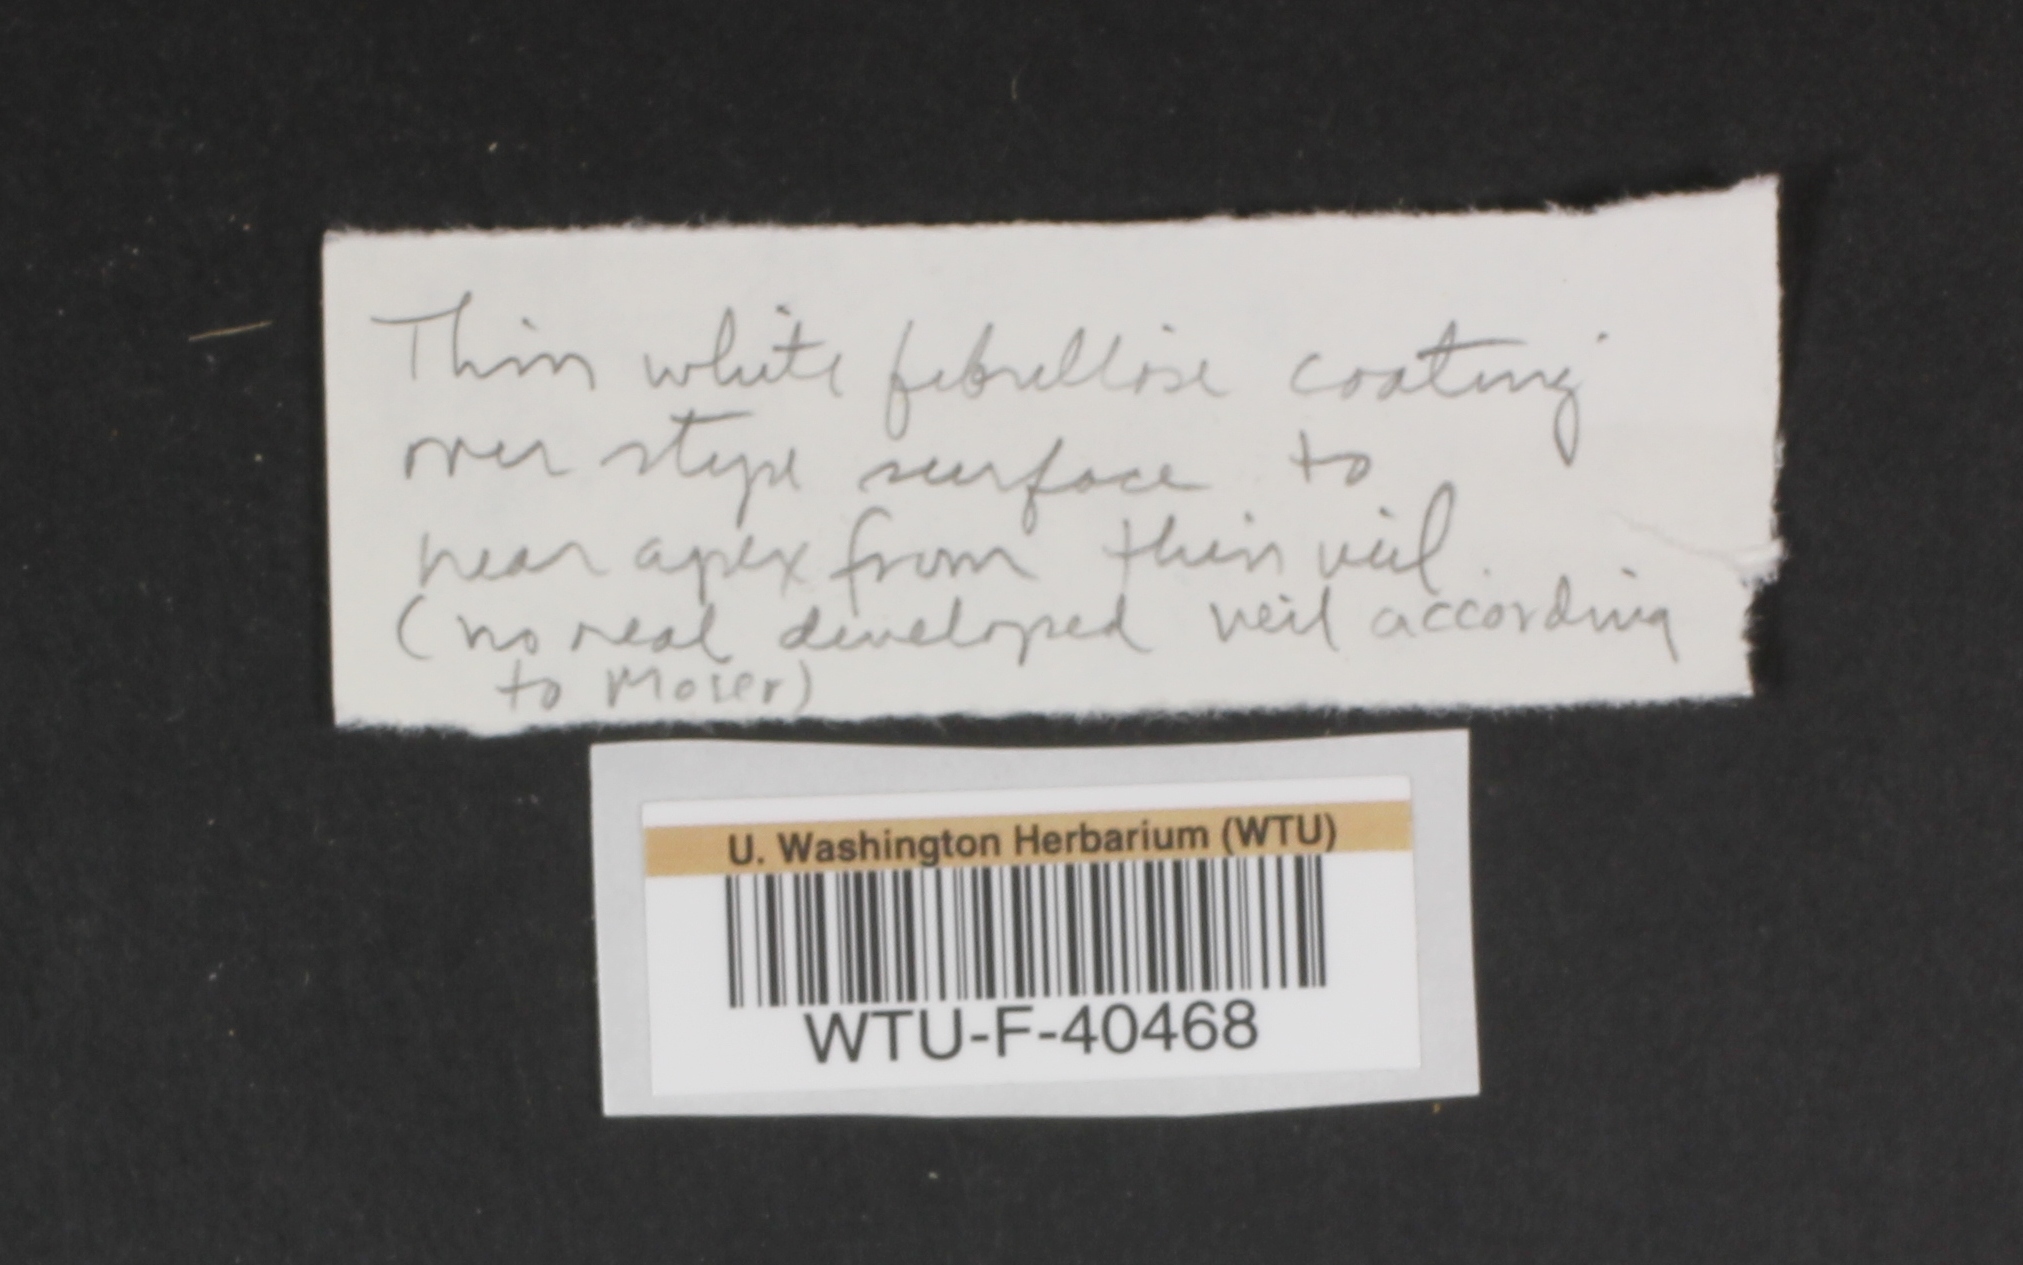 Thin white fibrillose coating
over stipe surface to
near apex from thin veil.
(no real developed veil according
to Moser)
U. Washington Herbarium (WTU)
WTU-F-40468